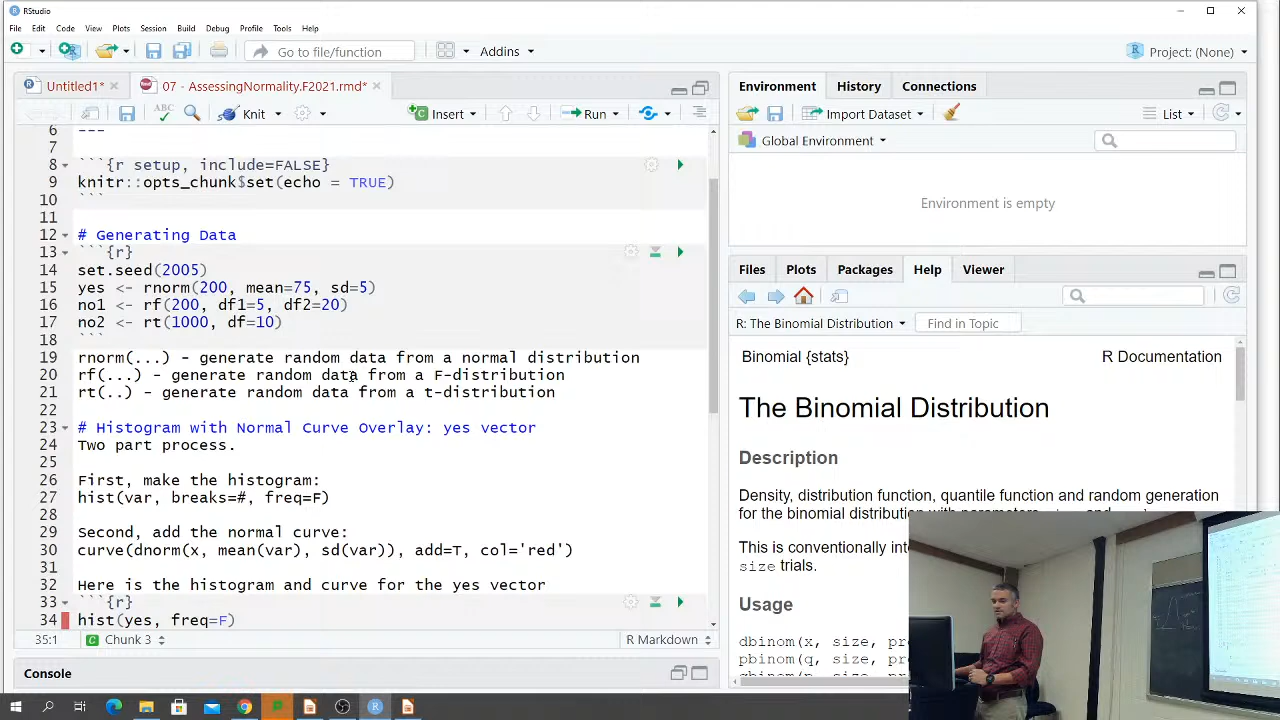 RStudio
File Edit Code View Plots Session Build Debug Profile Tools Help
Go to file/function
Addins
Project: (None)
Untitled1*
07 - AssessingNormality.F2021.rmd*
ABC
Knit
Insert
Run
6 ---
7
8 ```{r setup, include=FALSE}
9 knitr::opts_chunk$set(echo = TRUE)
10 ```
11
12 # Generating Data
13 ```{r}
14 set.seed(2005)
15 yes <- rnorm(200, mean=75, sd=5)
16 no1 <- rf(200, df1=5, df2=20)
17 no2 <- rt(1000, df=10)
18 ```
19 rnorm(...) - generate random data from a normal distribution
20 rf(...) - generate random data from a F-distribution
21 rt(..) - generate random data from a t-distribution
22
23 # Histogram with Normal Curve Overlay: yes vector
24 Two part process.
25
26 First, make the histogram:
27 hist(var, breaks=#, freq=F)
28
29 Second, add the normal curve:
30 curve(dnorm(x, mean(var), sd(var)), add=T, col='red')
31
32 Here is the histogram and curve for the yes vector
33 ```{r}
34 hist(yes, freq=F)
35:1
Chunk 3
R Markdown
Console
Environment History Connections
Import Dataset
List
Global Environment
Environment is empty
Files Plots Packages Help Viewer
R: The Binomial Distribution
Find in Topic
Binomial {stats}
R Documentation
The Binomial Distribution
Description
Density, distribution function, quantile function and random generation
for the binomial distribution with parameters
This is conventionally
size trials.
Usage
dbinom(x, size,
pbinom(q, size,